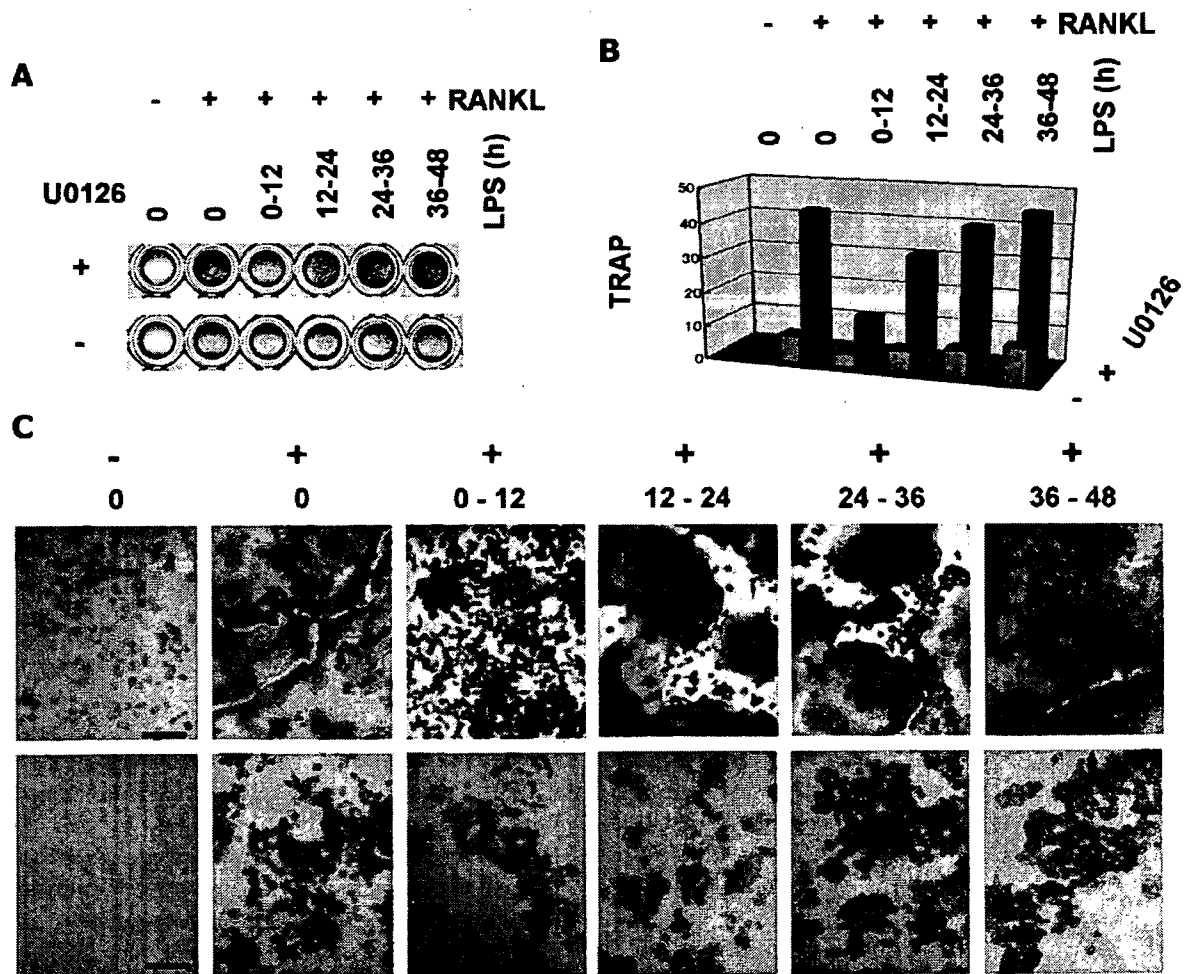 A
- + + + + + RANKL
U0126
0 0 0-12 12-24 24-36 36-48 LPS (h)
+
-
B
- + + + + + RANKL
0 0 0-12 12-24 24-36 36-48 LPS (h)
TRAP
50
40
30
20
10
0
- + U0126
C
- + + + + +
0 0 0 - 12 12 - 24 24 - 36 36 - 48